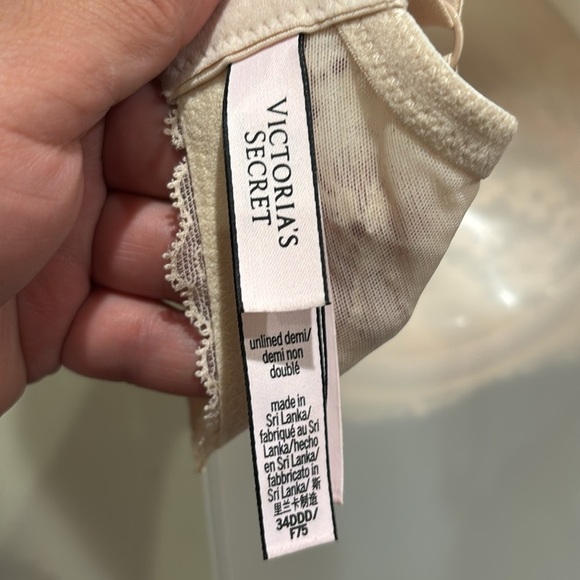 VICTORIA'S
SECRET
unlined demi/
demi non
doublé
made in
Sri Lanka/
fabriqué au Sri
Lanka/hecho
en Sri Lanka/
fabbricato in
Sri Lanka/ 斯
里兰卡制造
34DDD/
F75